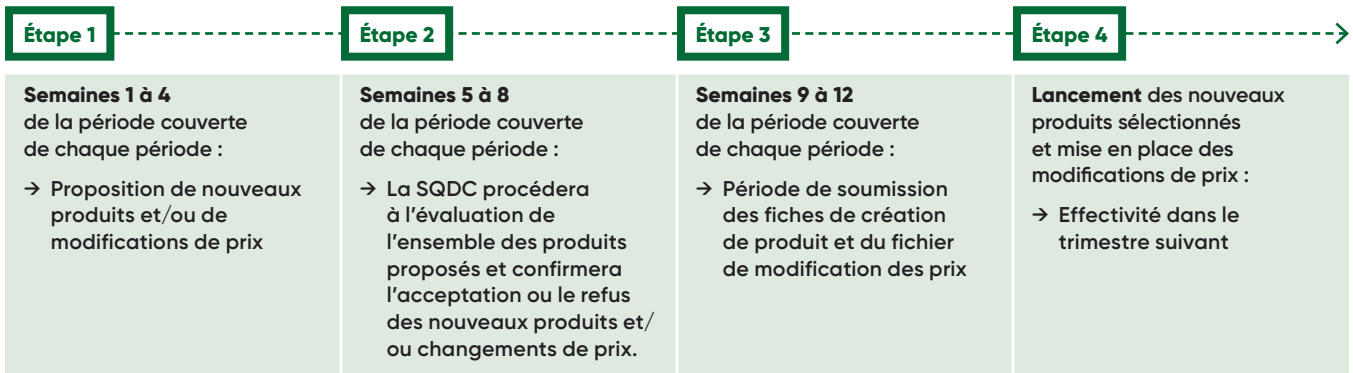 Étape 1
Étape 2
Étape 3
Étape 4
Semaines 1 à 4
de la période couverte
de chaque période :
→ Proposition de nouveaux
produits et/ou de
modifications de prix
Semaines 5 à 8
de la période couverte
de chaque période :
→ La SQDC procédera
à l’évaluation de
l’ensemble des produits
proposés et confirmera
l’acceptation ou le refus
des nouveaux produits et/
ou changements de prix.
Semaines 9 à 12
de la période couverte
de chaque période :
→ Période de soumission
des fiches de création
de produit et du fichier
de modification des prix
Lancement des nouveaux
produits sélectionnés
et mise en place des
modifications de prix :
→ Effectivité dans le
trimestre suivant